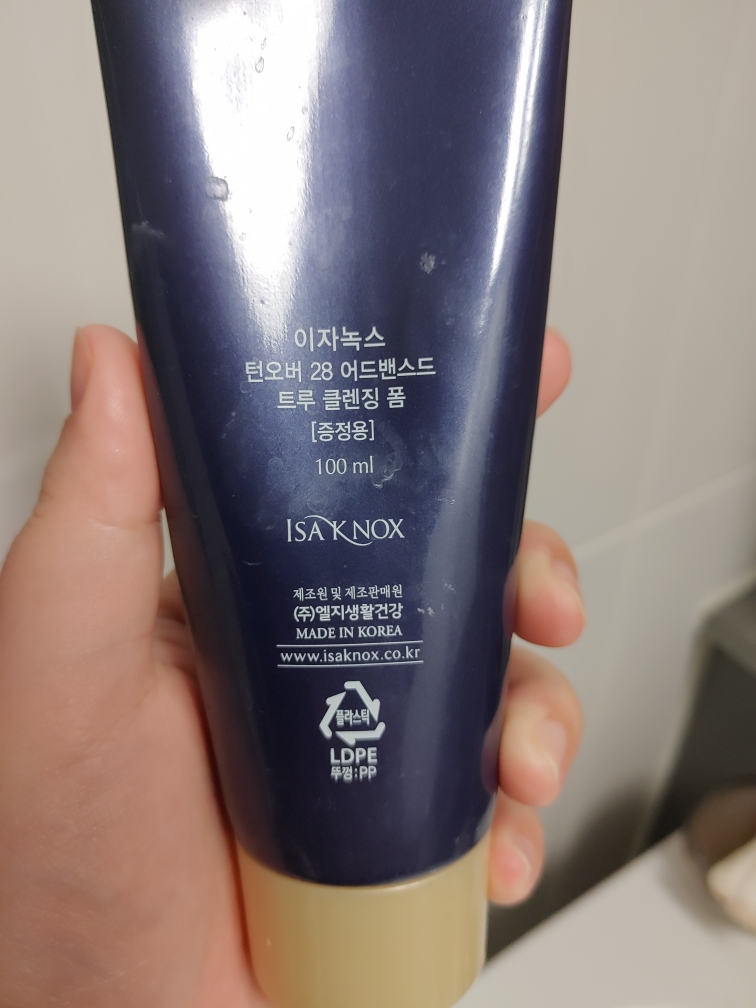 이자녹스
턴오버 28 어드밴스드
트루 클렌징 폼
[증정용]
100 ml
ISA KNOX
제조원 및 제조판매원
(주)엘지생활건강
MADE IN KOREA
www.isaknox.co.kr
플라스틱
LDPE
뚜껑:PP